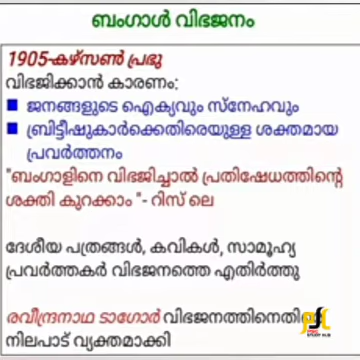 ബംഗാൾ വിഭജനം
1905-കഴ്സൺ പ്രഭു
വിഭജിക്കാൻ കാരണം:
ജനങ്ങളുടെ ഐക്യവും സ്നേഹവും
ബ്രിട്ടീഷുകാർക്കെതിരെയുള്ള ശക്തമായ
പ്രവർത്തനം
"ബംഗാളിനെ വിഭജിച്ചാൽ പ്രതിഷേധത്തിന്റെ
ശക്തി കുറക്കാം "- റിസ് ലെ
ദേശീയ പത്രങ്ങൾ, കവികൾ, സാമൂഹ്യ
പ്രവർത്തകർ വിഭജനത്തെ എതിർത്തു
രവീന്ദ്രനാഥ ടാഗോർ വിഭജനത്തിനെതി
നിലപാട് വ്യക്തമാക്കി